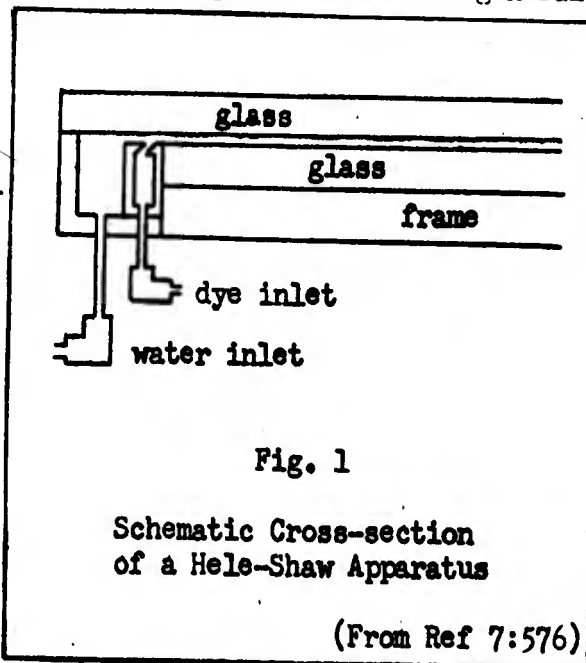 glass
glass
frame
dye inlet
water inlet
Fig. 1
Schematic Cross-section
of a Hele-Shaw Apparatus
(From Ref 7:576)